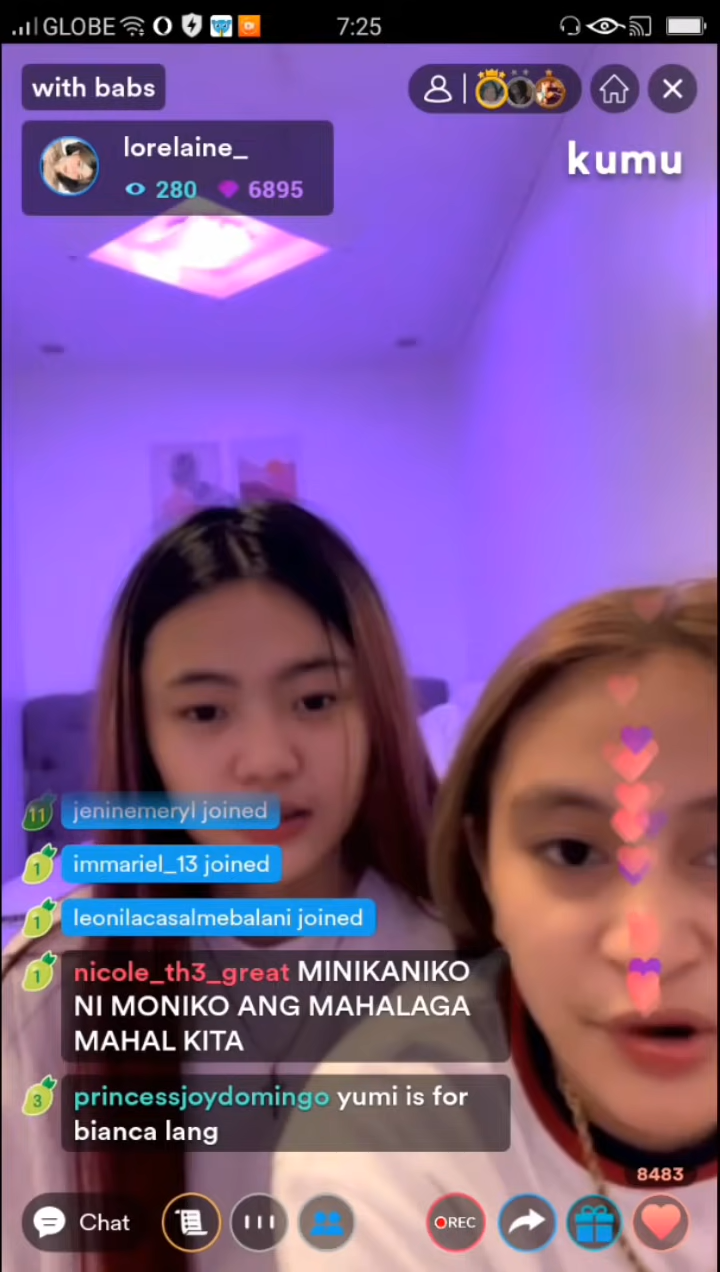 GLOBE 7:25
with babs
kumu
lorelaine_
280 6895
11 jeninemeryl joined
1 immariel_13 joined
1 leonilacasalmebalani joined
1 nicole_th3_great MINIKANIKO
NI MONIKO ANG MAHALAGA
MAHAL KITA
3 princessjoydomingo yumi is for
bianca lang
8483
Chat REC